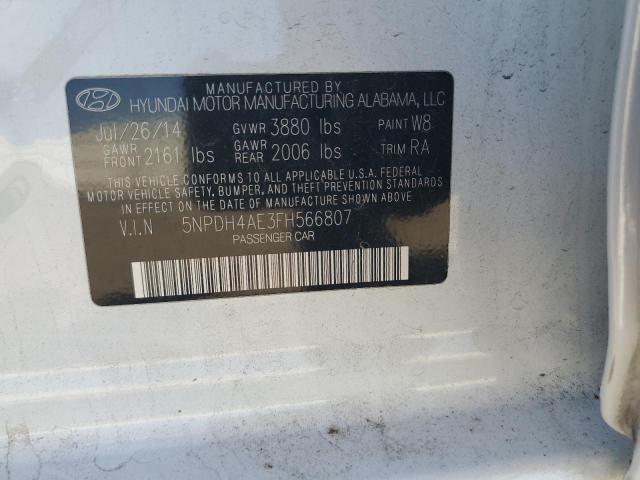 MANUFACTURED BY
HYUNDAI MOTOR MANUFACTURING ALABAMA, LLC
Jul/26/14 GVWR 3880 lbs PAINT W8
GAWR FRONT 2161 lbs GAWR REAR 2006 lbs TRIM RA
THIS VEHICLE CONFORMS TO ALL APPLICABLE U.S.A. FEDERAL
MOTOR VEHICLE SAFETY, BUMPER, AND THEFT PREVENTION STANDARDS
IN EFFECT ON THE DATE OF MANUFACTURE SHOWN ABOVE
V.I.N 5NPDH4AE3FH566807
PASSENGER CAR